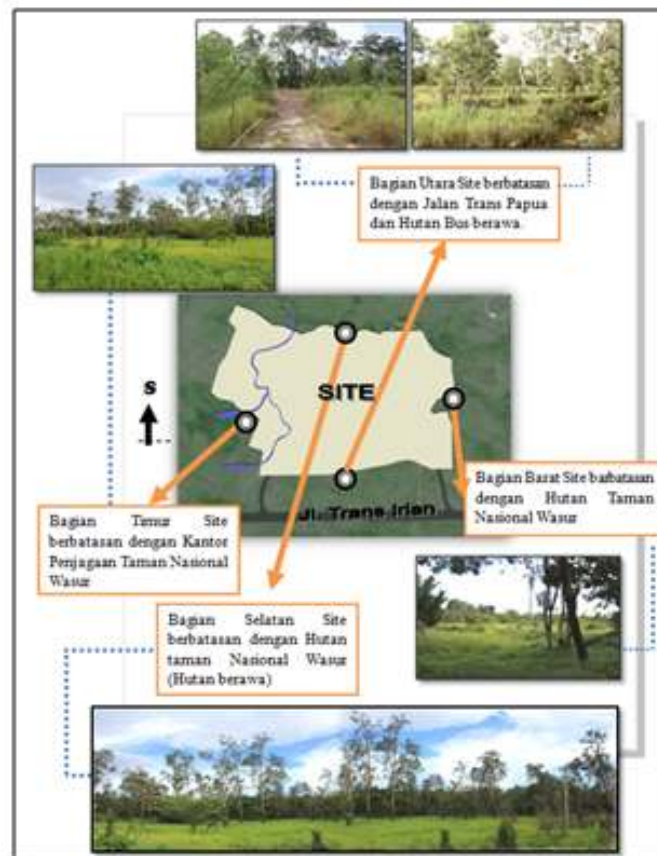 Bagian Utara Site berbatasan
dengan Jalan Trans Papua
dan Hutan Bus berawa.
SITE
S
Jl. Trans Irian
Bagian Barat Site barbatasan
dengan Hutan Taman
Nasional Wasur
Bagian Timur Site
berbatasan dengan Kantor
Penjagaan Taman Nasional
Wasur
Bagian Selatan Site
berbatasan dengan Hutan
taman Nasional Wasur
(Hutan berawa)